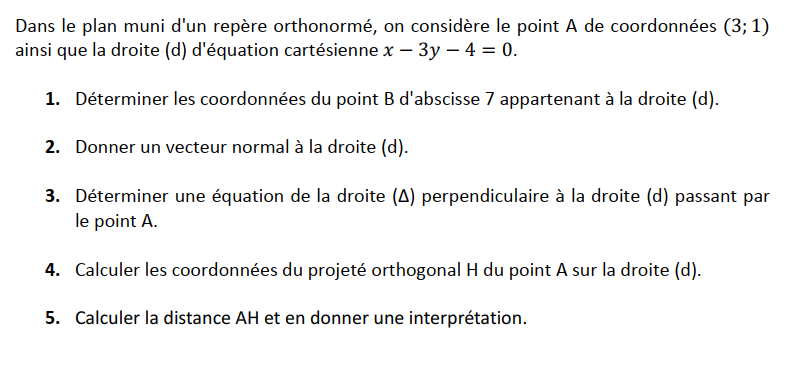 Dans le plan muni d'un repère orthonormé, on considère le point A de coordonnées (3; 1)
ainsi que la droite (d) d'équation cartésienne x − 3y − 4 = 0.
1. Déterminer les coordonnées du point B d'abscisse 7 appartenant à la droite (d).
2. Donner un vecteur normal à la droite (d).
3. Déterminer une équation de la droite (Δ) perpendiculaire à la droite (d) passant par
le point A.
4. Calculer les coordonnées du projeté orthogonal H du point A sur la droite (d).
5. Calculer la distance AH et en donner une interprétation.